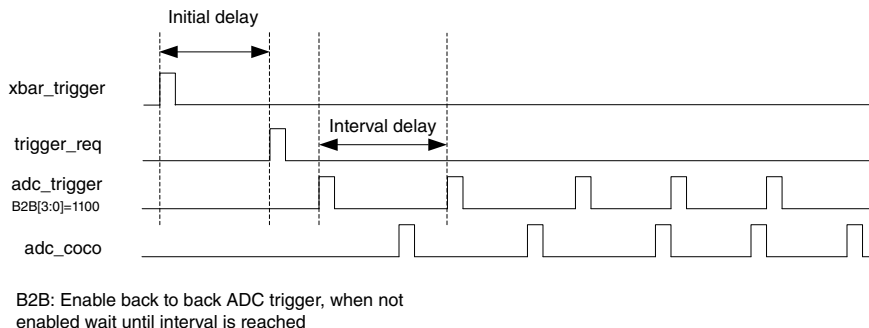 Initial delay
xbar_trigger
trigger_req
Interval delay
adc_trigger
B2B[3:0]=1100
adc_coco
B2B: Enable back to back ADC trigger, when not
enabled wait until interval is reached